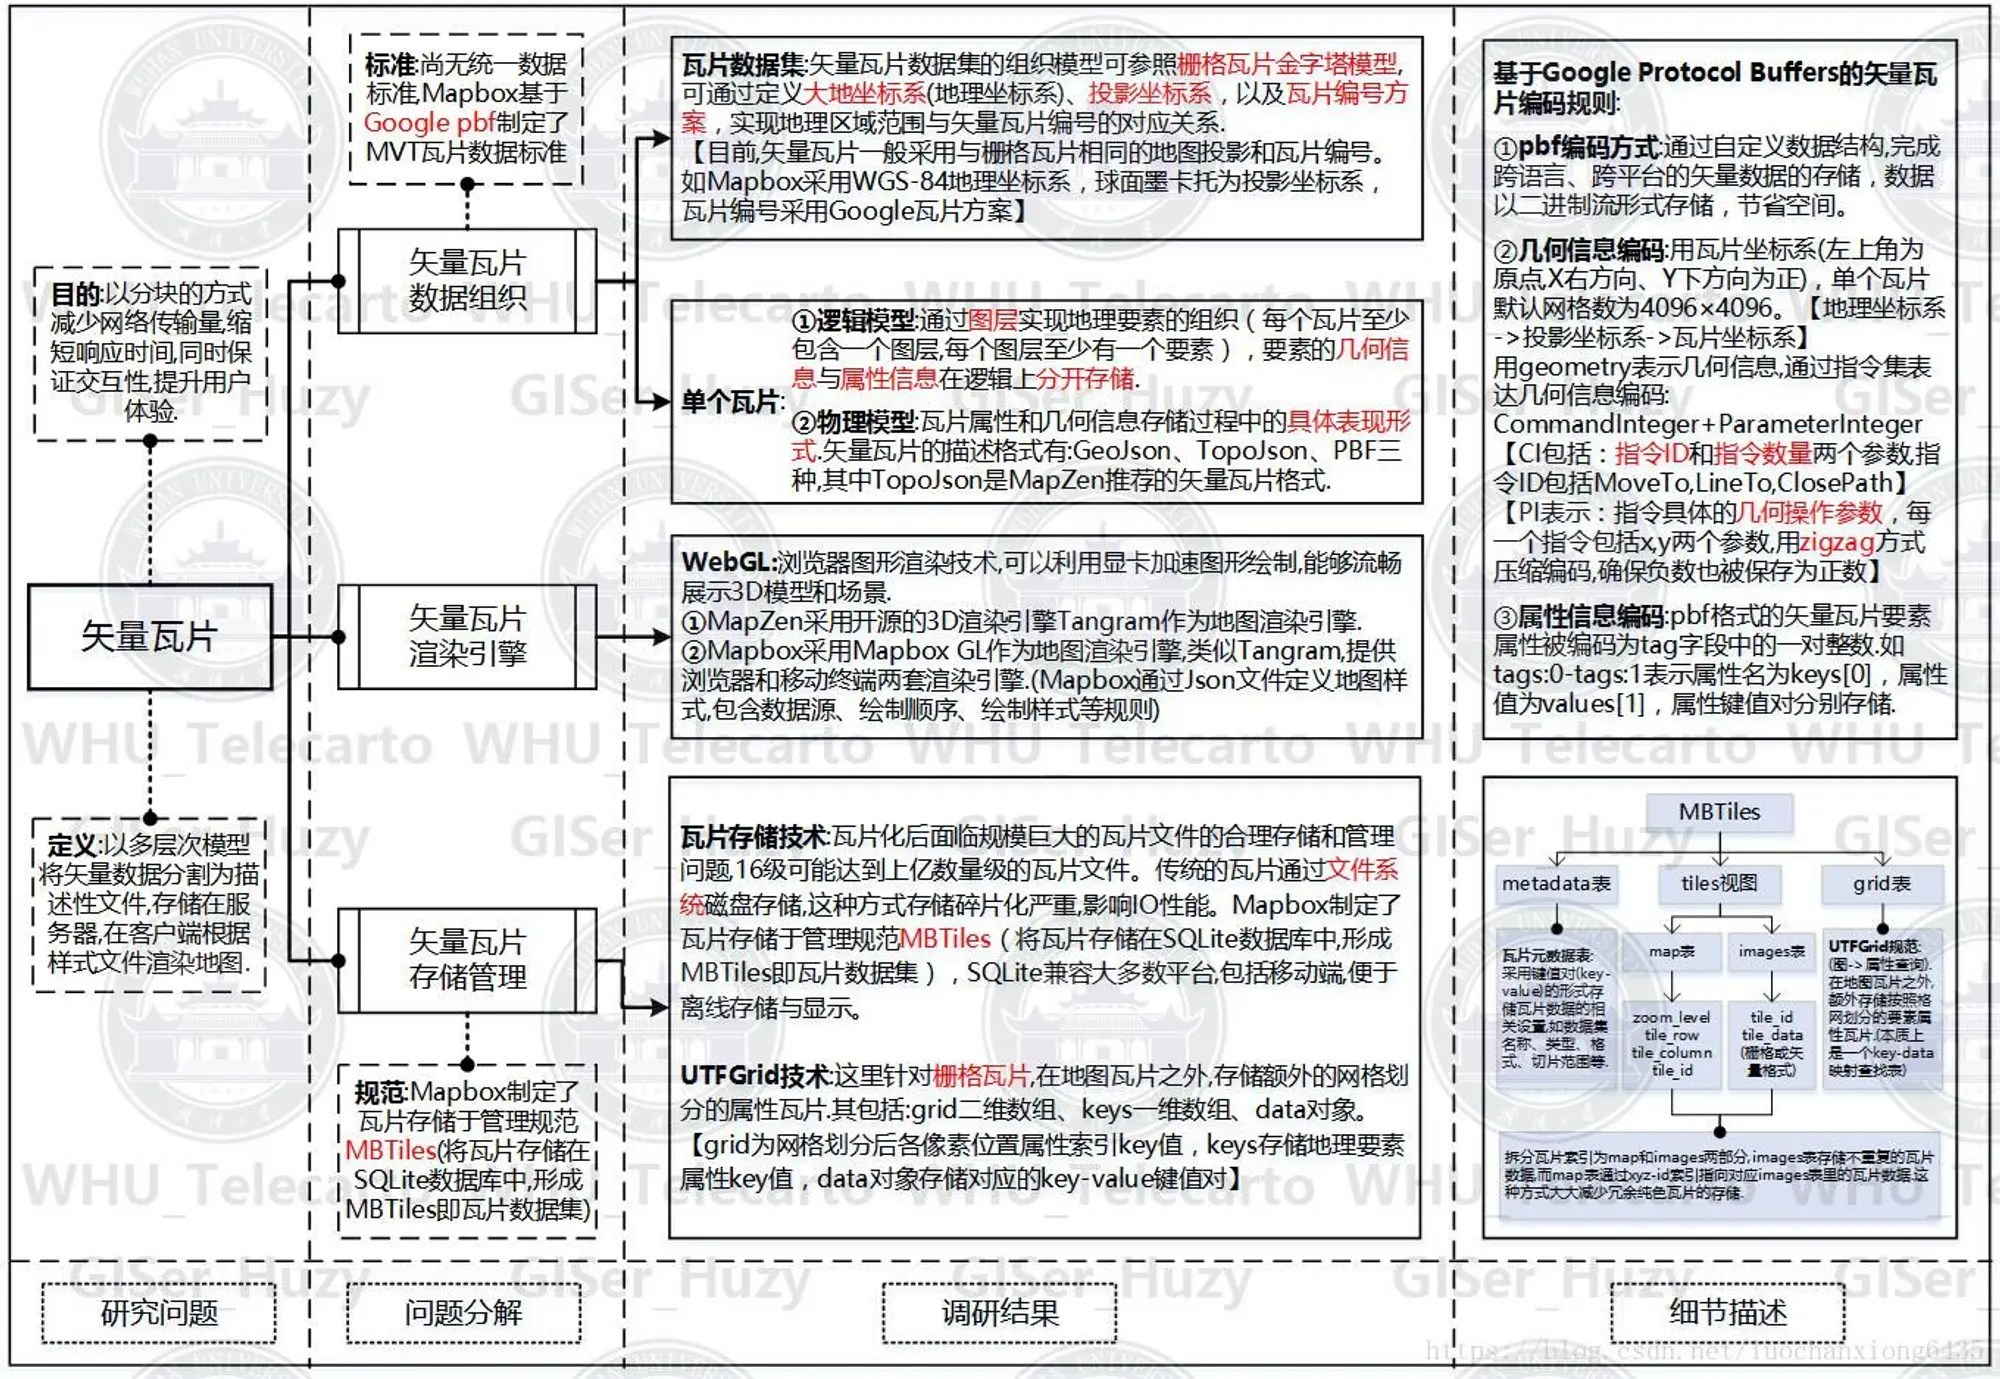 目的:以分块的方式
减少网络传输量,缩
短响应时间,同时保
证交互性,提升用户
体验.
矢量瓦片
定义:以多层次模型
将矢量数据分割为描
述性文件,存储在服
务器,在客户端根据
样式文件渲染地图.
研究问题
标准:尚无统一数据
标准,Mapbox基于
Google pbf制定了
MVT瓦片数据标准
矢量瓦片
数据组织
矢量瓦片
渲染引擎
矢量瓦片
存储管理
规范:Mapbox制定了
瓦片存储于管理规范
MBTiles(将瓦片存储在
SQLite数据库中,形成
MBTiles即瓦片数据集)
问题分解
瓦片数据集:矢量瓦片数据集的组织模型可参照栅格瓦片金字塔模型,
可通过定义大地坐标系(地理坐标系)、投影坐标系，以及瓦片编号方
案，实现地理区域范围与矢量瓦片编号的对应关系.
【目前,矢量瓦片一般采用与栅格瓦片相同的地图投影和瓦片编号。
如Mapbox采用WGS-84地理坐标系，球面墨卡托为投影坐标系，
瓦片编号采用Google瓦片方案】
单个瓦片:
①逻辑模型:通过图层实现地理要素的组织（每个瓦片至少
包含一个图层,每个图层至少有一个要素），要素的几何信
息与属性信息在逻辑上分开存储.
②物理模型:瓦片属性和几何信息存储过程中的具体表现形
式.矢量瓦片的描述格式有:GeoJson、TopoJson、PBF三
种,其中TopoJson是MapZen推荐的矢量瓦片格式.
WebGL:浏览器图形渲染技术,可以利用显卡加速图形绘制,能够流畅
展示3D模型和场景.
①MapZen采用开源的3D渲染引擎Tangram作为地图渲染引擎.
②Mapbox采用Mapbox GL作为地图渲染引擎,类似Tangram,提供
浏览器和移动终端两套渲染引擎.(Mapbox通过Json文件定义地图样
式,包含数据源、绘制顺序、绘制样式等规则)
瓦片存储技术:瓦片化后面临规模巨大的瓦片文件的合理存储和管理
问题,16级可能达到上亿数量级的瓦片文件。传统的瓦片通过文件系
统磁盘存储,这种方式存储碎片化严重,影响IO性能。Mapbox制定了
瓦片存储于管理规范MBTiles（将瓦片存储在SQLite数据库中,形成
MBTiles即瓦片数据集），SQLite兼容大多数平台,包括移动端,便于
离线存储与显示。
UTFGrid技术:这里针对栅格瓦片,在地图瓦片之外,存储额外的网格划
分的属性瓦片.其包括:grid二维数组、keys一维数组、data对象。
【grid为网格划分后各像素位置属性索引key值，keys存储地理要素
属性key值，data对象存储对应的key-value键值对】
调研结果
基于Google Protocol Buffers的矢量瓦
片编码规则:
①pbf编码方式:通过自定义数据结构,完成
跨语言、跨平台的矢量数据的存储，数据
以二进制流形式存储，节省空间。
②几何信息编码:用瓦片坐标系(左上角为
原点,X右方向、Y下方向为正)，单个瓦片
默认网格数为4096×4096。【地理坐标系
->投影坐标系->瓦片坐标系】
用geometry表示几何信息,通过指令集表
达几何信息编码:
CommandInteger+ParameterInteger
【CI包括：指令ID和指令数量两个参数,指
令ID包括MoveTo,LineTo,ClosePath】
【PI表示：指令具体的几何操作参数，每
一个指令包括x,y两个参数,用zigzag方式
压缩编码,确保负数也被保存为正数】
③属性信息编码:pbf格式的矢量瓦片要素
属性被编码为tag字段中的一对整数.如
tags:0-tags:1表示属性名为keys[0]，属性
值为values[1]，属性键值对分别存储.
MBTiles
metadata表
tiles视图
grid表
瓦片元数据表:
采用键值对(key-
value)的形式存
储瓦片数据的相
关设置,如数据集
名称、类型、格
式、切片范围等.
map表
images表
zoom_level
tile_row
tile_column
tile_id
tile_id
tile_data
(栅格或矢
量格式)
UTFGrid规范:
(图->属性查询).
在地图瓦片之外,
额外存储按照格
网划分的要素属
性瓦片.(本质上
是一个key-data
映射查找表)
拆分瓦片索引为map和images两部分,images表存储不重复的瓦片
数据,而map表通过xyz-id索引指向对应images表里的瓦片数据.这
种方式大大减少冗余纯色瓦片的存储.
细节描述
WHU_Telecarto
GISer_Huzy
https://blog.csdn.net/luochanxiong6135